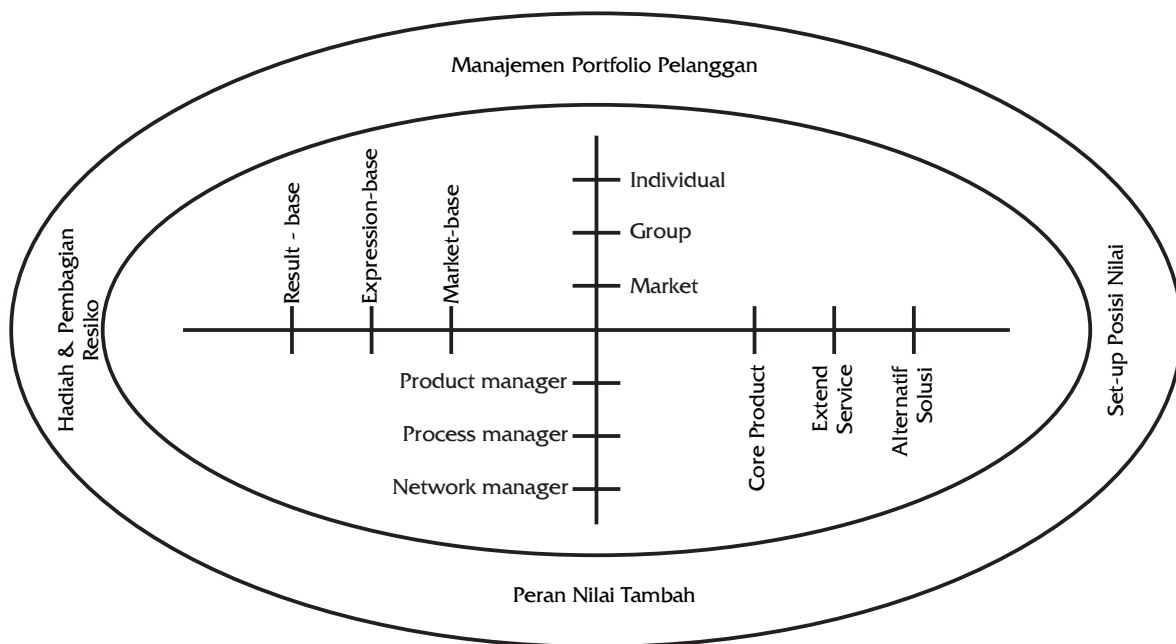 Manajemen Portfolio Pelanggan
Hadiah & Pembagian
Resiko
Result - base
Expression-base
Market-base
Individual
Group
Market
Product manager
Process manager
Network manager
Core Product
Extend
Service
Alternatif
Solusi
Set-up Posisi Nilai
Peran Nilai Tambah